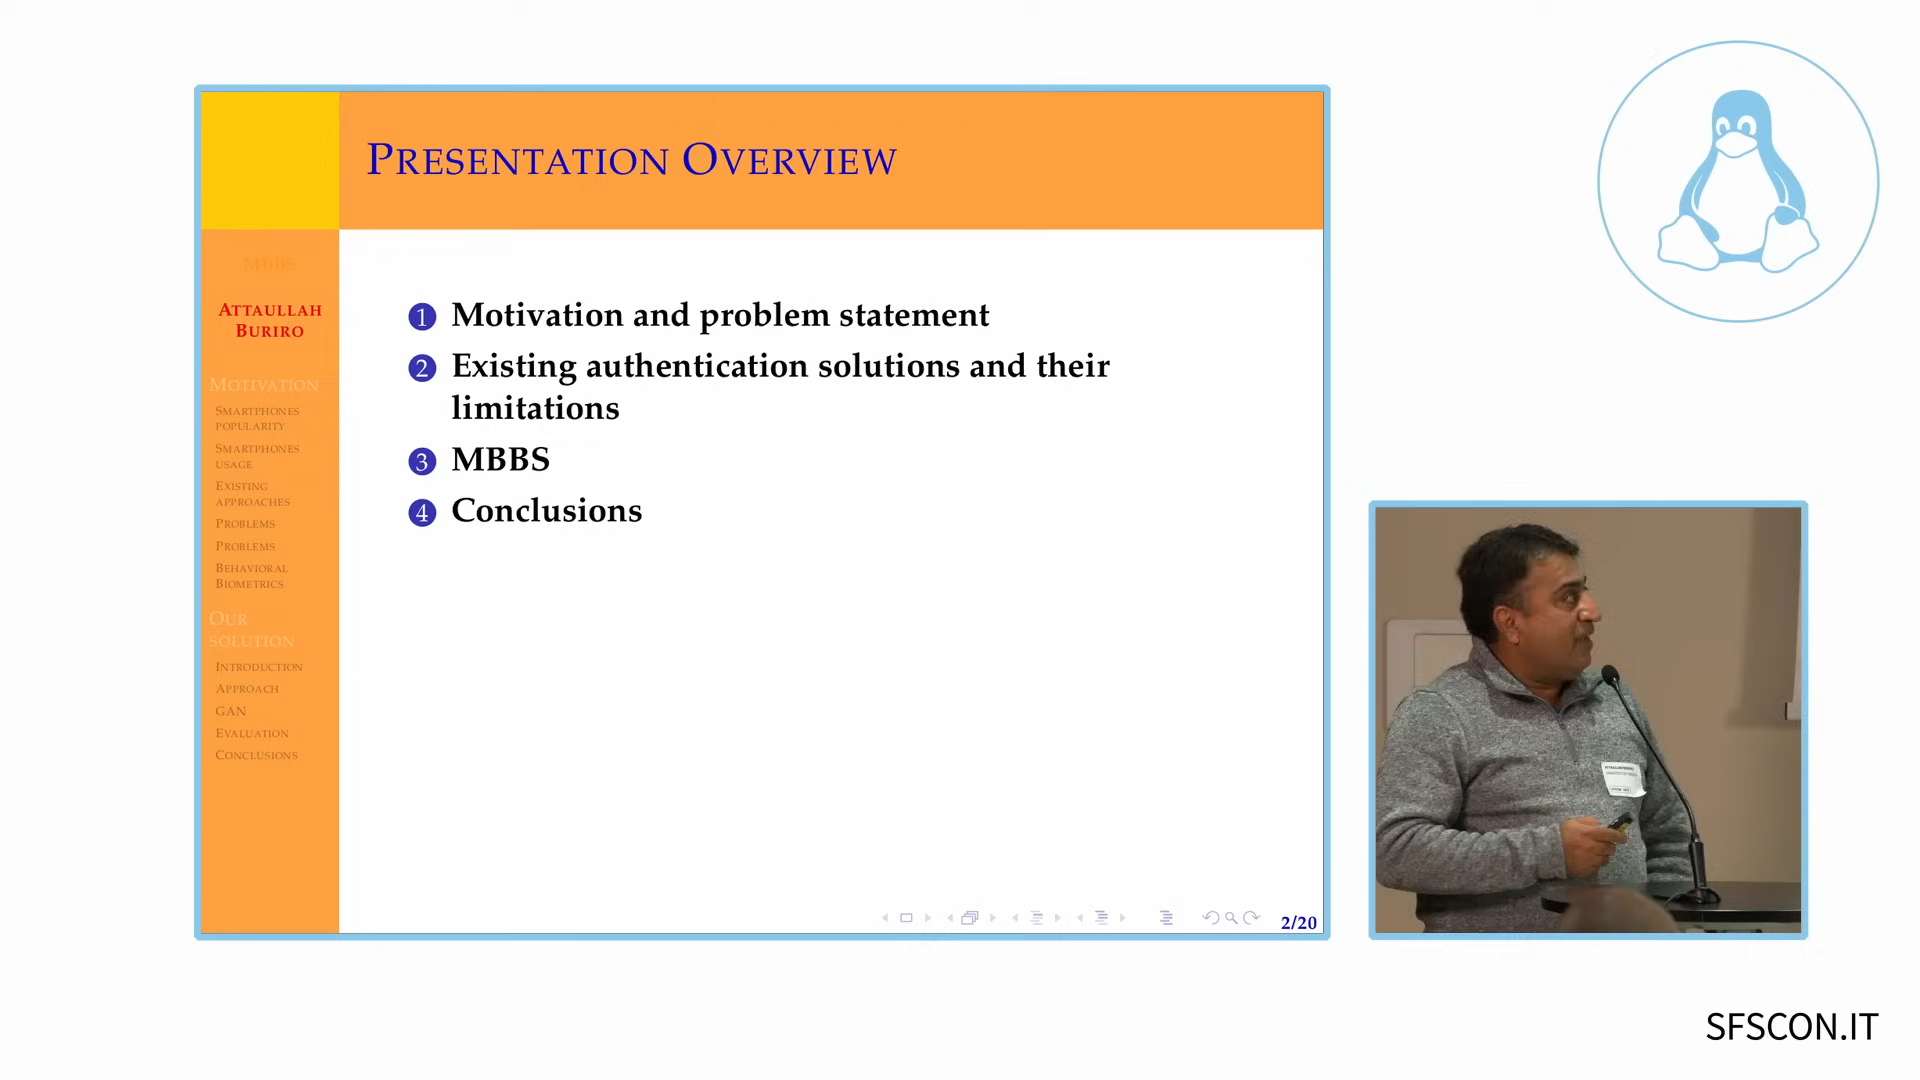 PRESENTATION OVERVIEW
MBBS
ATTAULLAH
BURIRO
MOTIVATION
SMARTPHONES
POPULARITY
SMARTPHONES
USAGE
EXISTING
APPROACHES
PROBLEMS
PROBLEMS
BEHAVIORAL
BIOMETRICS
OUR
SOLUTION
INTRODUCTION
APPROACH
GAN
EVALUATION
CONCLUSIONS
1 Motivation and problem statement
2 Existing authentication solutions and their
limitations
3 MBBS
4 Conclusions
2/20
SFSCON.IT